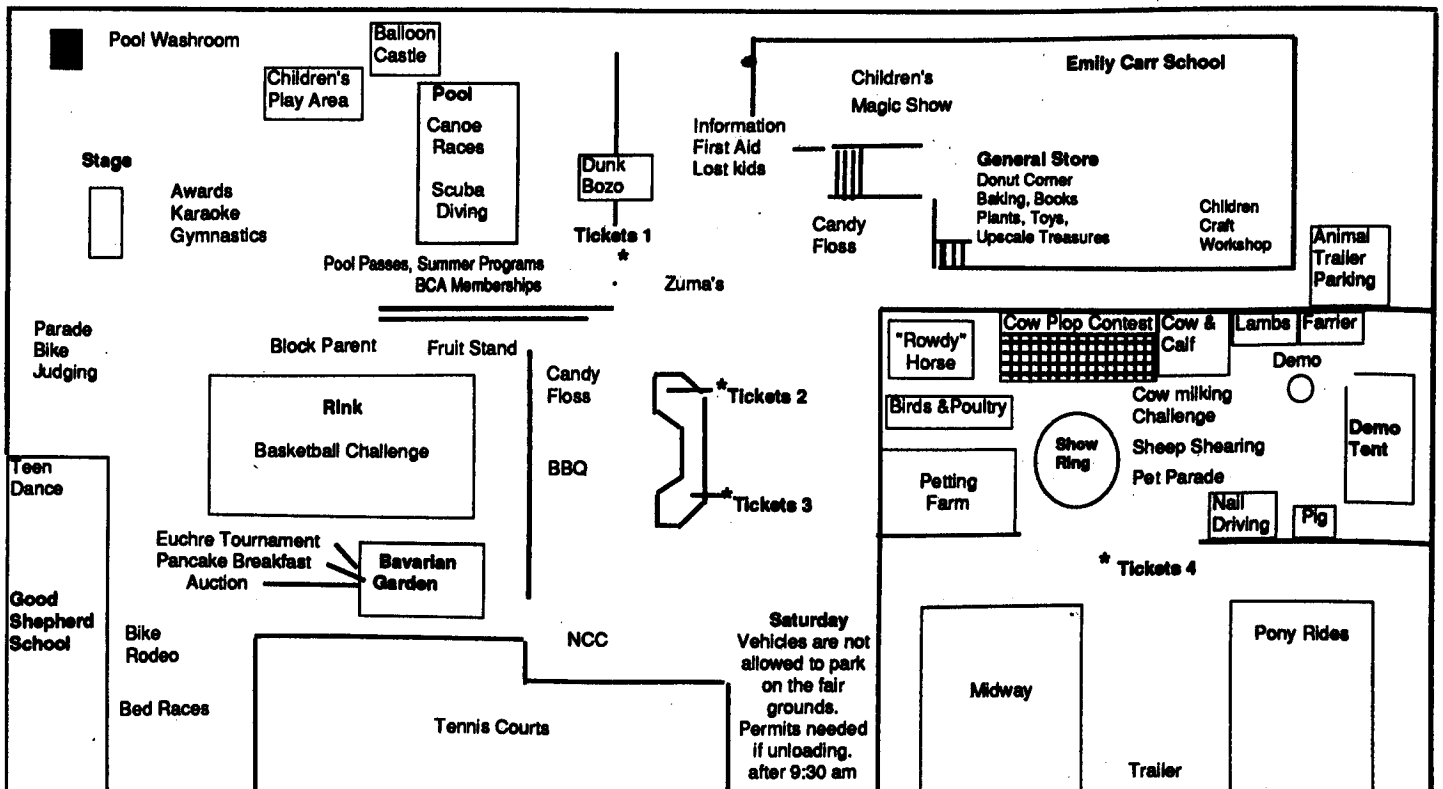 Pool Washroom
Balloon
Castle
Children's
Play Area
Pool
Canoe
Races
Scuba
Diving
Stage
Awards
Karaoke
Gymnastics
Dunk
Bozo
Tickets 1
*
Information
First Aid
Lost kids
Children's
Magic Show
Emily Carr School
General Store
Donut Corner
Baking, Books
Plants, Toys,
Upscale Treasures
Children
Craft
Workshop
Candy
Floss
Animal
Trailer
Parking
Pool Passes, Summer Programs
BCA Memberships
Zuma's
Parade
Bike
Judging
Block Parent
Fruit Stand
Rink
Basketball Challenge
Candy
Floss
BBQ
*Tickets 2
*Tickets 3
"Rowdy"
Horse
Cow Plop Contest
Cow &
Calf
Lambs
Farrier
Demo
Birds &Poultry
Cow milking
Challenge
Show
Ring
Sheep Shearing
Pet Parade
Demo
Tent
Petting
Farm
Nail
Driving
Pig
* Tickets 4
Teen
Dance
Euchre Tournament
Pancake Breakfast
Auction
Bavarian
Garden
Good
Shepherd
School
Bike
Rodeo
Bed Races
NCC
Tennis Courts
Saturday
Vehicles are not
allowed to park
on the fair
grounds.
Permits needed
if unloading.
after 9:30 am
Midway
Pony Rides
Trailer